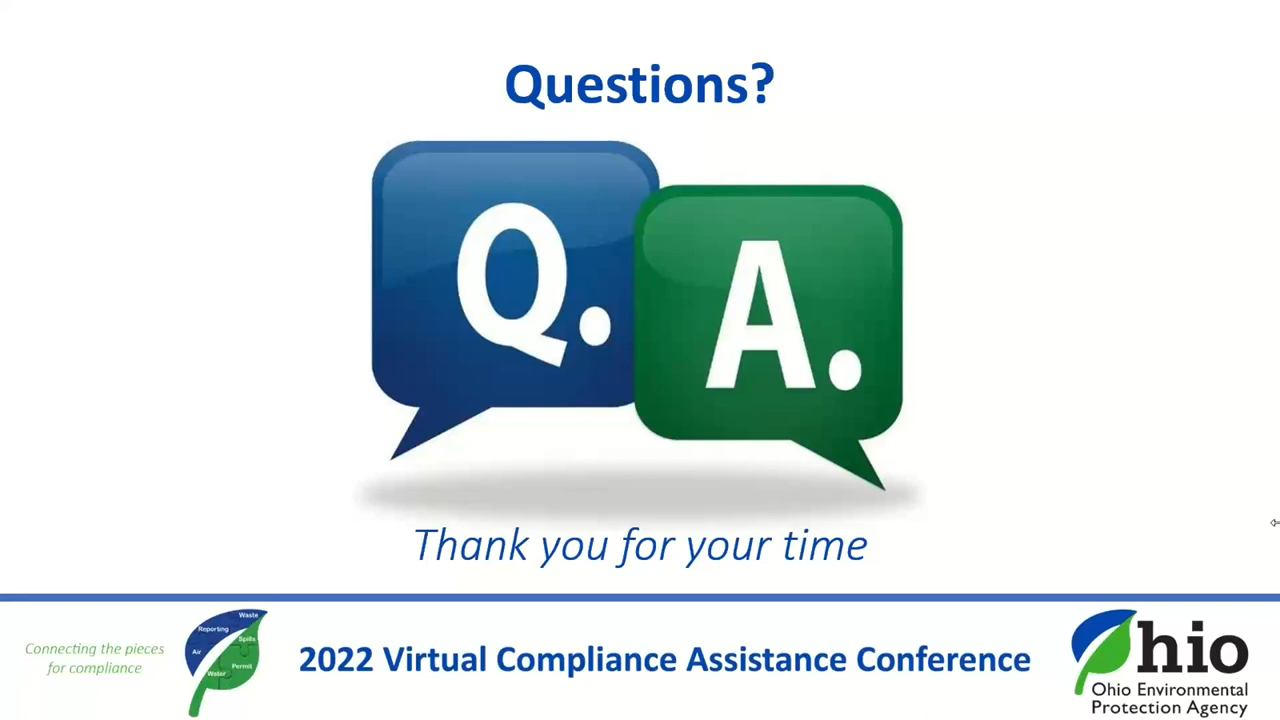 Questions?
Q.
A.
Thank you for your time
Connecting the pieces
for compliance
Waste
Reporting
Spills
Air
Permit
Water
2022 Virtual Compliance Assistance Conference
Ohio
Ohio Environmental
Protection Agency